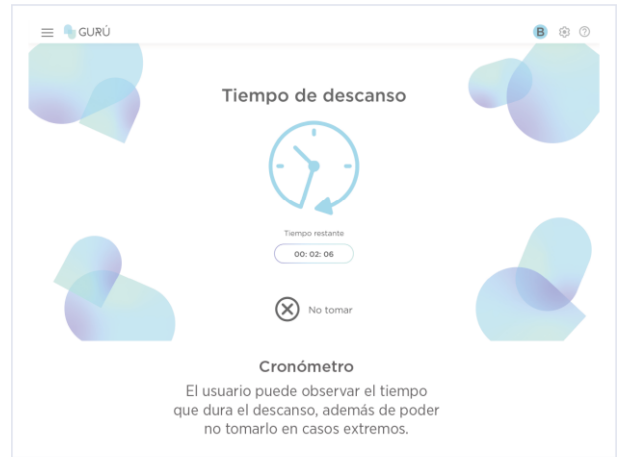 GURÚ
B
?
Tiempo de descanso
Tiempo restante
00: 02: 06
No tomar
Cronómetro
El usuario puede observar el tiempo
que dura el descanso, además de poder
no tomarlo en casos extremos.